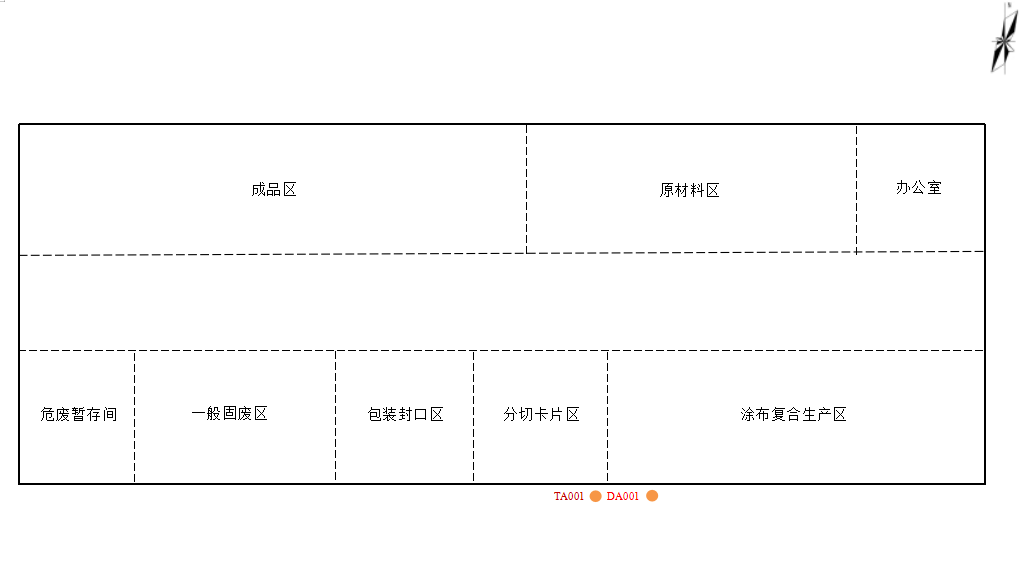 成品区
原材料区
办公室
危废暂存间
一般固废区
包装封口区
分切卡片区
涂布复合生产区
TA001 DA001